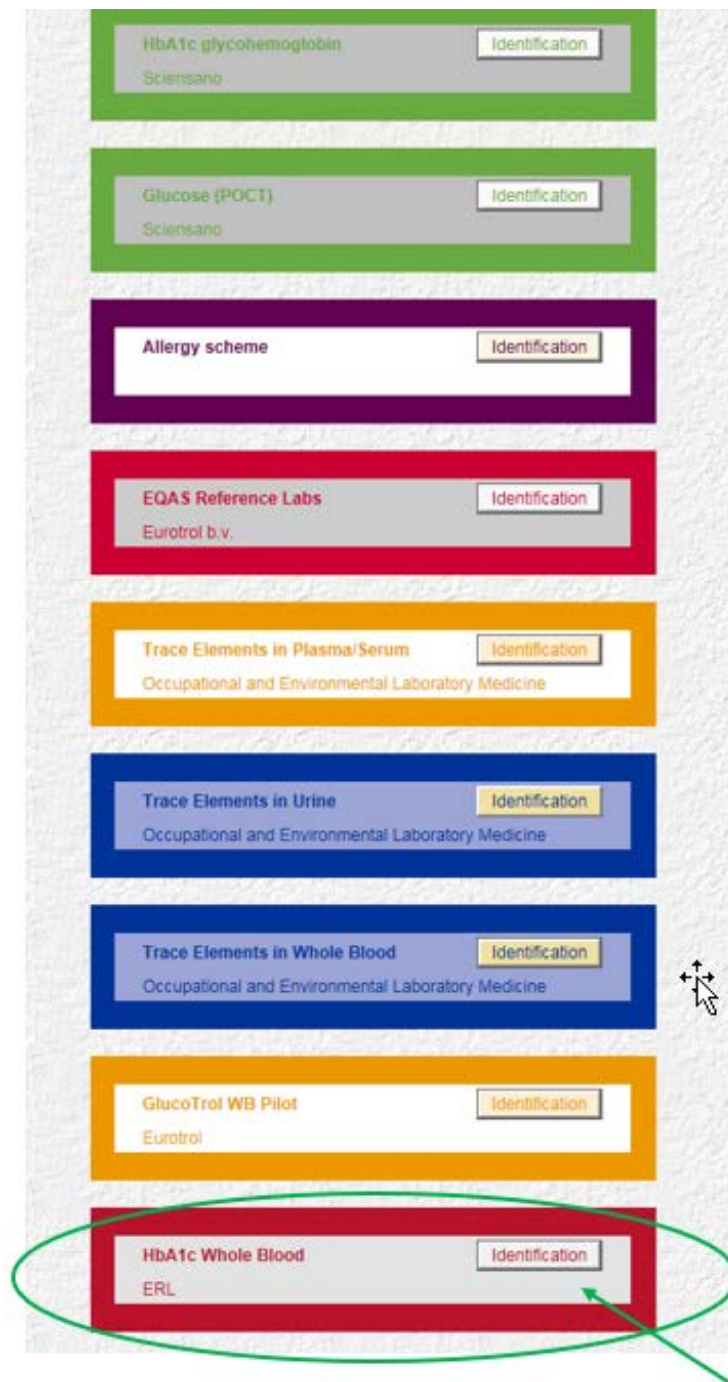 HbA1c glycohemoglobin Identification
Sciensano
Glucose (POCT) Identification
Sciensano
Allergy scheme Identification
EQAS Reference Labs Identification
Eurotrol b.v.
Trace Elements in Plasma/Serum Identification
Occupational and Environmental Laboratory Medicine
Trace Elements in Urine Identification
Occupational and Environmental Laboratory Medicine
Trace Elements in Whole Blood Identification
Occupational and Environmental Laboratory Medicine
GlucoTrol WB Pilot Identification
Eurotrol
HbA1c Whole Blood Identification
ERL